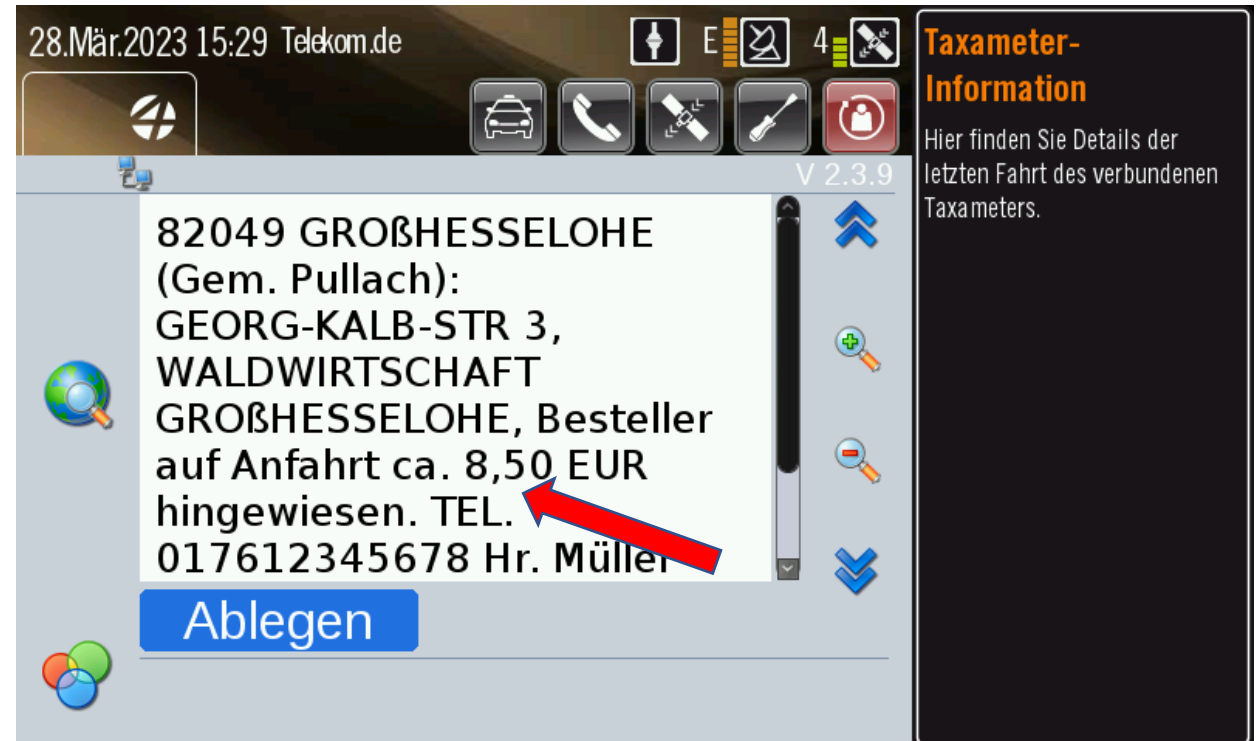 28.Mär.2023 15:29 Telekom.de
E
4
V 2.3.9
82049 GROßHESSELOHE
(Gem. Pullach):
GEORG-KALB-STR 3,
WALDWIRTSCHAFT
GROßHESSELOHE, Besteller
auf Anfahrt ca. 8,50 EUR
hingewiesen. TEL.
017612345678 Hr. Müller
Ablegen
Taxameter-
Information
Hier finden Sie Details der
letzten Fahrt des verbundenen
Taxameters.